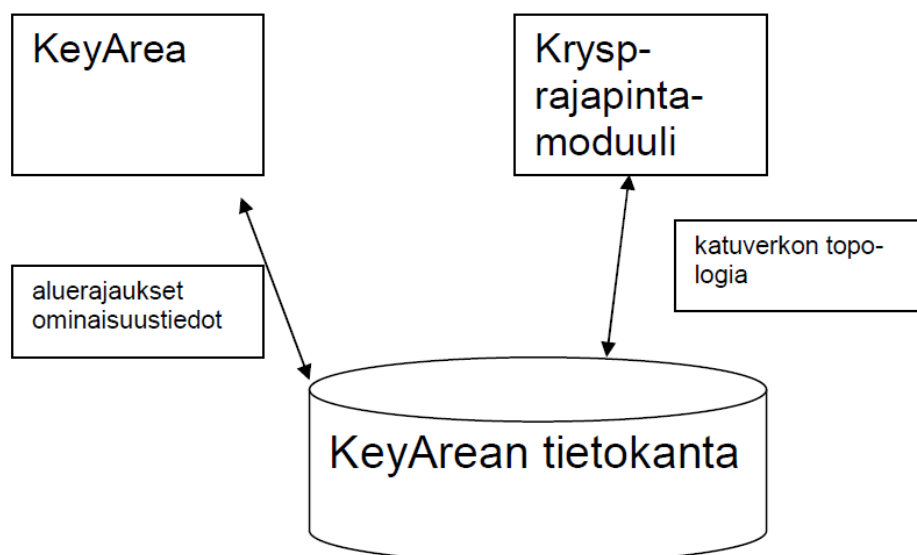 KeyArea
Krysp-
rajapinta-
moduuli
katuverkon topo-
logia
aluerajaukset
ominaisuustiedot
KeyArean tietokanta